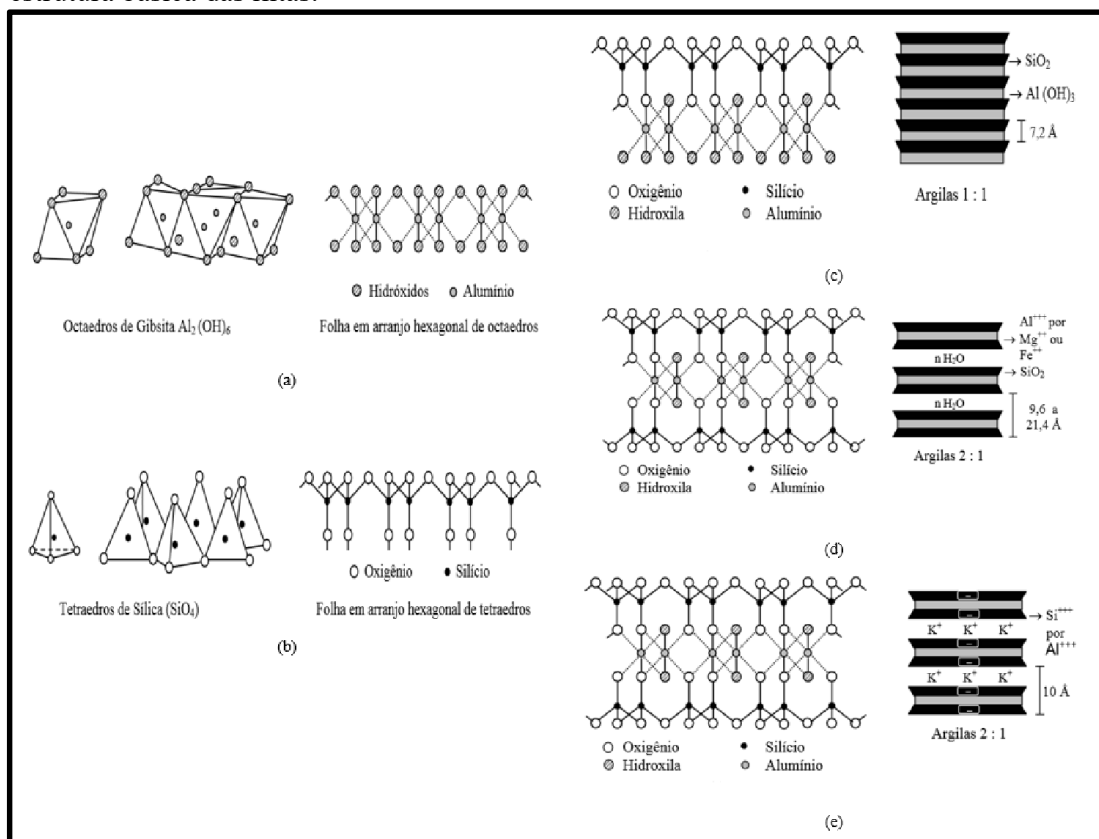 estrutura básica das ilitas.
Hidróxidos Alumínio
Octaedros de Gibsita Al₂(OH)₆
Folha em arranjo hexagonal de octaedros
(a)
Oxigênio Silício
Tetraedros de Sílica (SiO₄)
Folha em arranjo hexagonal de tetraedros
(b)
SiO₂
Al (OH)₃
7,2 Å
Oxigênio Silício
Hidroxila Alumínio
Argilas 1 : 1
(c)
Al⁺⁺⁺ por
Mg⁺⁺ ou
Fe⁺⁺
n H₂O
SiO₂
n H₂O
9,6 a
21,4 Å
Oxigênio Silício
Hidroxila Alumínio
Argilas 2 : 1
(d)
Si⁺⁺⁺
K⁺ K⁺ K⁺
por
Al⁺⁺⁺
K⁺ K⁺ K⁺
10 Å
Oxigênio Silício
Hidroxila Alumínio
Argilas 2 : 1
(e)